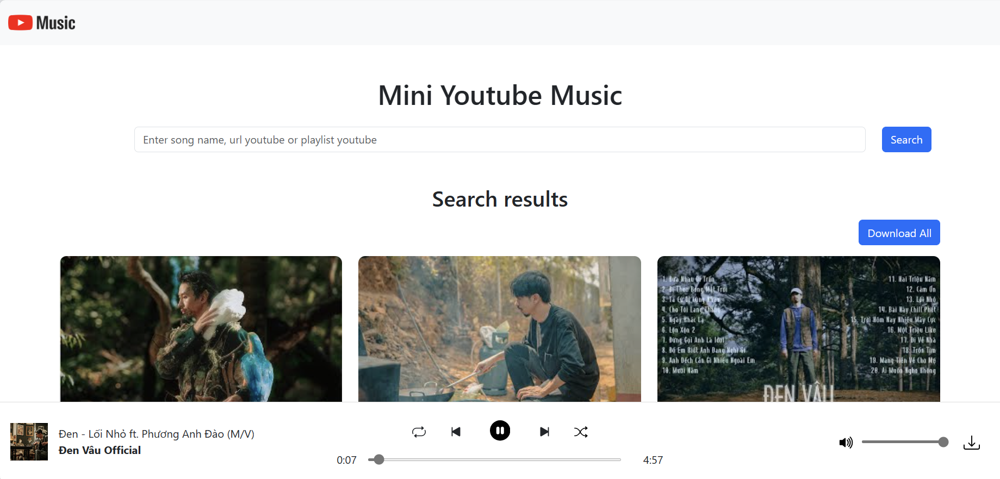 Music
Mini Youtube Music
Enter song name, url youtube or playlist youtube
Search
Search results
Download All
1. Đưa Nhau Đi Trốn
2. Đi Theo Bóng Mặt Trời
3. Ta Cứ Đi Cùng Nhau
4. Cho Tôi Lang Thang
5. Ngày Khác Lạ
6. Lộn Xộn 2
7. Đừng Gọi Anh Là Idol
8. Bố Em Biết Anh Đang Nghĩ Gì
9. Anh Đếch Cần Gì Nhiều Ngoài Em
10. Mười Năm
11. Hai Triệu Năm
12. Cảm Ơn
13. Lối Nhỏ
14. Bài Này Chill Phết
15. Trời Hôm Nay Nhiều Mây Cực
16. Một Triệu Like
17. Đi Về Nhà
18. Trốn Tìm
19. Mang Tiền Về Cho Mẹ
20. Ai Muốn Nghe Không
ĐEN VÂU
Đen - Lối Nhỏ ft. Phương Anh Đào (M/V)
Đen Vâu Official
0:07
4:57